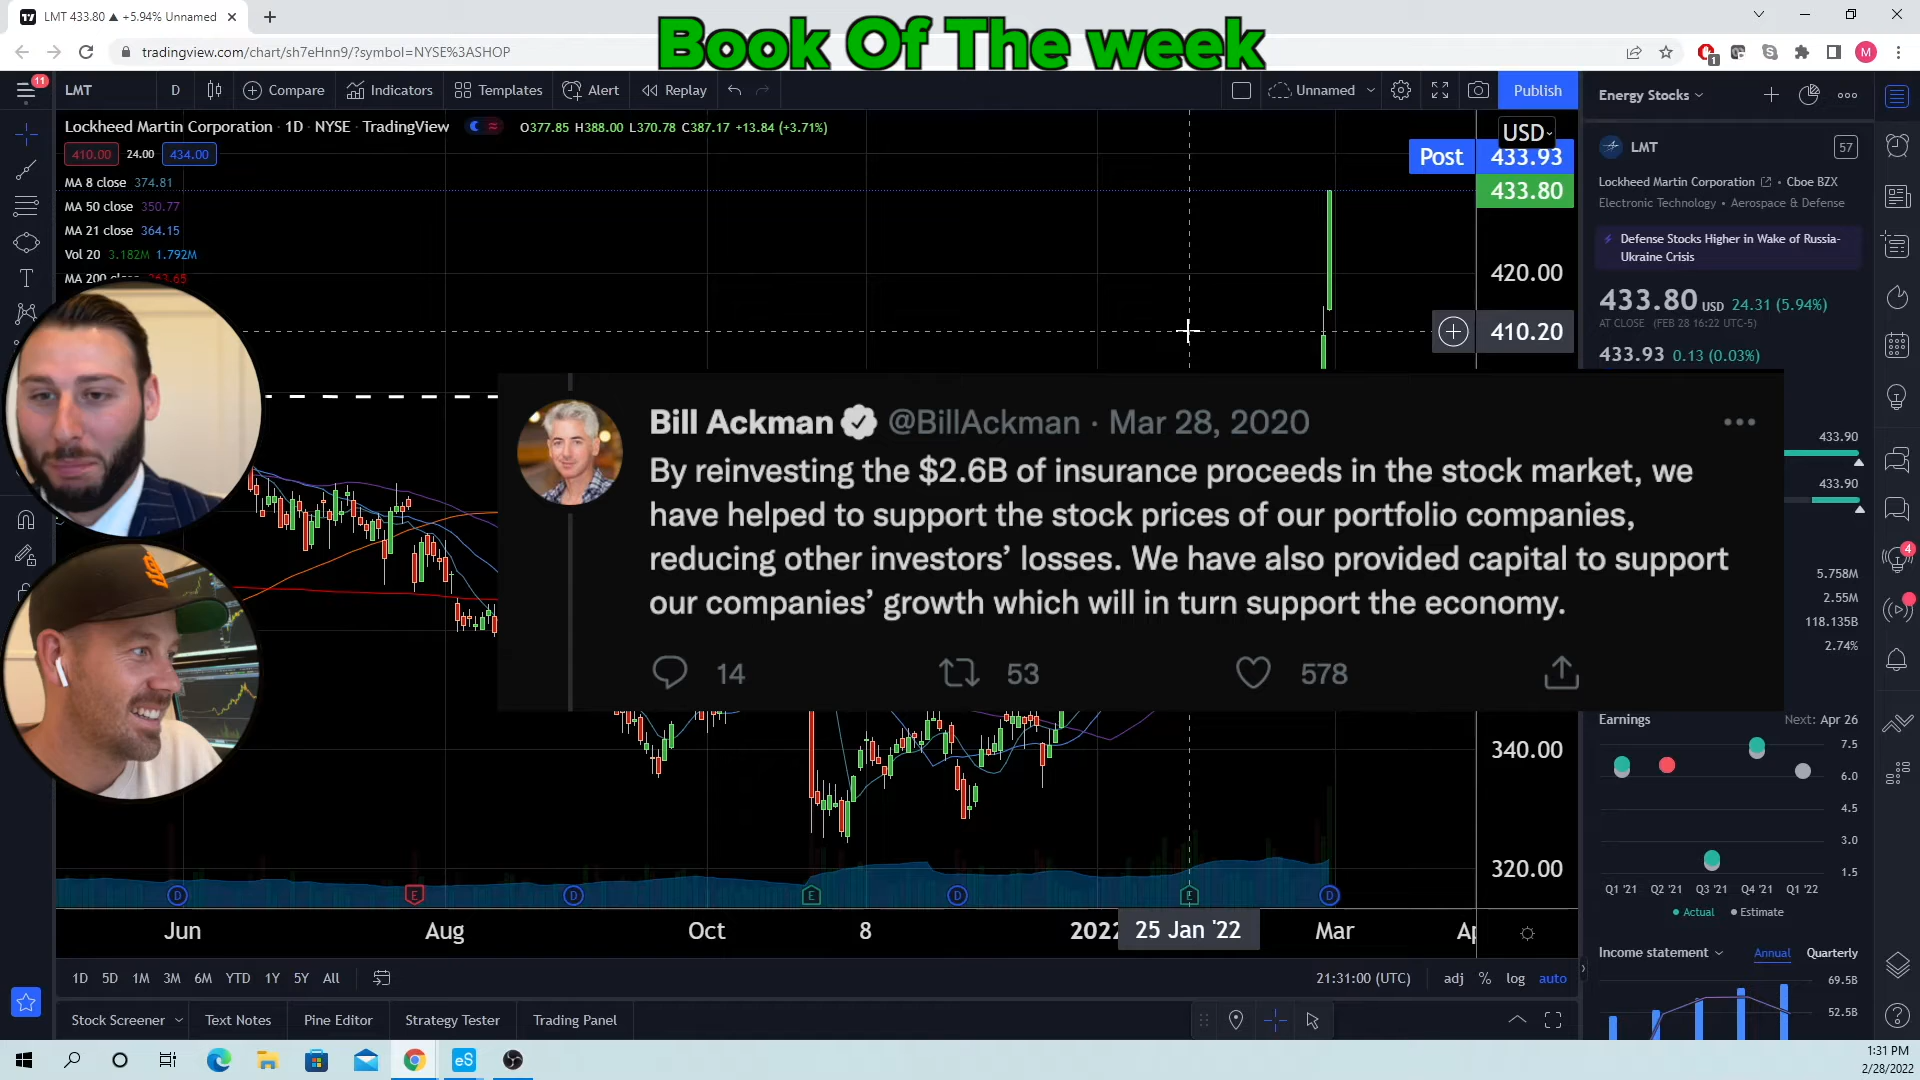 LMT 433.80 ▲ +5.94% Unnamed
tradingview.com/chart/sh7eHnn9/?symbol=NYSE%3ASHOP
Book Of The week
1
M
11
LMT
D
Compare
Indicators
Templates
Alert
Replay
Unnamed
Publish
Energy Stocks
Lockheed Martin Corporation · 1D · NYSE · TradingView
O377.85 H388.00 L370.78 C387.17 +13.84 (+3.71%)
410.00 24.00 434.00
MA 8 close 374.81
MA 50 close 350.77
MA 21 close 364.15
Vol 20 3.182M 1.792M
MA 200 close 363.65
USD
Post 433.93
433.80
420.00
410.20
340.00
320.00
LMT
57
Lockheed Martin Corporation • Cboe BZX
Electronic Technology • Aerospace & Defense
Defense Stocks Higher in Wake of Russia-
Ukraine Crisis
433.80 USD 24.31 (5.94%)
AT CLOSE (FEB 28 16:22 UTC-5)
433.93 0.13 (0.03%)
433.90
433.90
5.758M
2.55M
118.135B
2.74%
4
Bill Ackman @BillAckman · Mar 28, 2020
By reinvesting the $2.6B of insurance proceeds in the stock market, we
have helped to support the stock prices of our portfolio companies,
reducing other investors’ losses. We have also provided capital to support
our companies’ growth which will in turn support the economy.
14 53 578
Earnings Next: Apr 26
7.5
6.0
4.5
3.0
1.5
Q1 '21 Q2 '21 Q3 '21 Q4 '21 Q1 '22
Actual Estimate
Income statement Annual Quarterly
69.5B
52.5B
D E D E D E D
Jun Aug Oct 8 2022 25 Jan '22 Mar Ap
1D 5D 1M 3M 6M YTD 1Y 5Y All
21:31:00 (UTC) adj % log auto
Stock Screener Text Notes Pine Editor Strategy Tester Trading Panel
eS
1:31 PM
2/28/2022